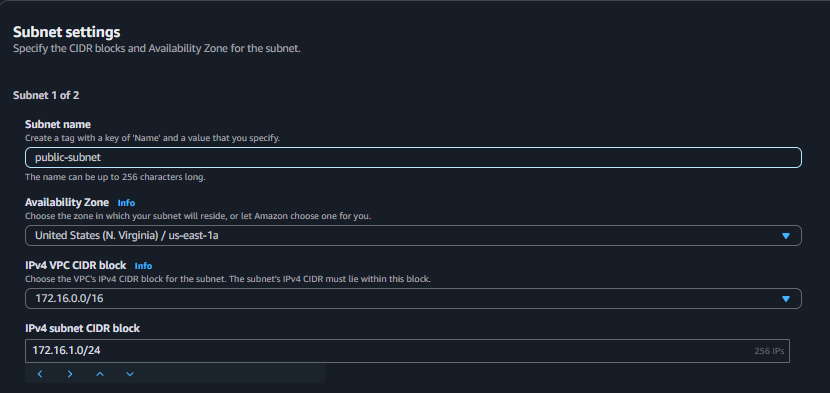 Subnet settings
Specify the CIDR blocks and Availability Zone for the subnet.
Subnet 1 of 2
Subnet name
Create a tag with a key of 'Name' and a value that you specify.
public-subnet
The name can be up to 256 characters long.
Availability Zone Info
Choose the zone in which your subnet will reside, or let Amazon choose one for you.
United States (N. Virginia) / us-east-1a
IPv4 VPC CIDR block Info
Choose the VPC's IPv4 CIDR block for the subnet. The subnet's IPv4 CIDR must lie within this block.
172.16.0.0/16
IPv4 subnet CIDR block
172.16.1.0/24 256 IPs